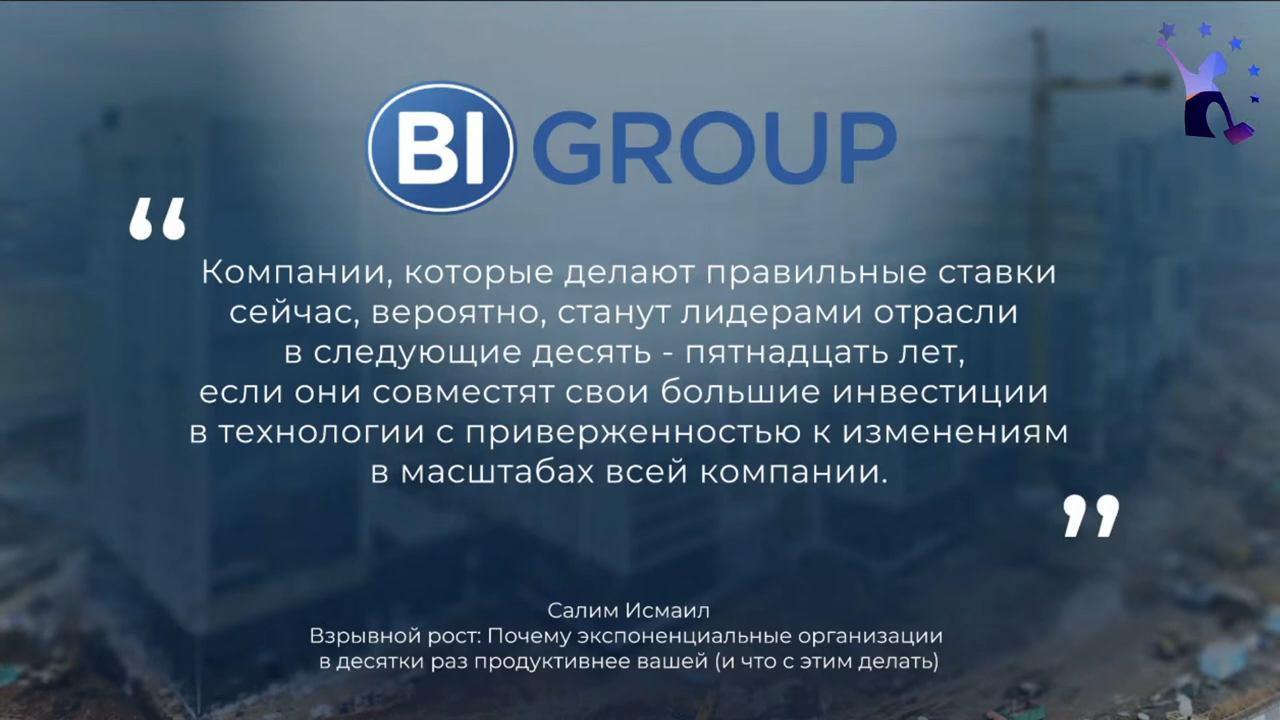 BI GROUP
“
Компании, которые делают правильные ставки
сейчас, вероятно, станут лидерами отрасли
в следующие десять - пятнадцать лет,
если они совместят свои большие инвестиции
в технологии с приверженностью к изменениям
в масштабах всей компании.
”
Салим Исмаил
Взрывной рост: Почему экспоненциальные организации
в десятки раз продуктивнее вашей (и что с этим делать)